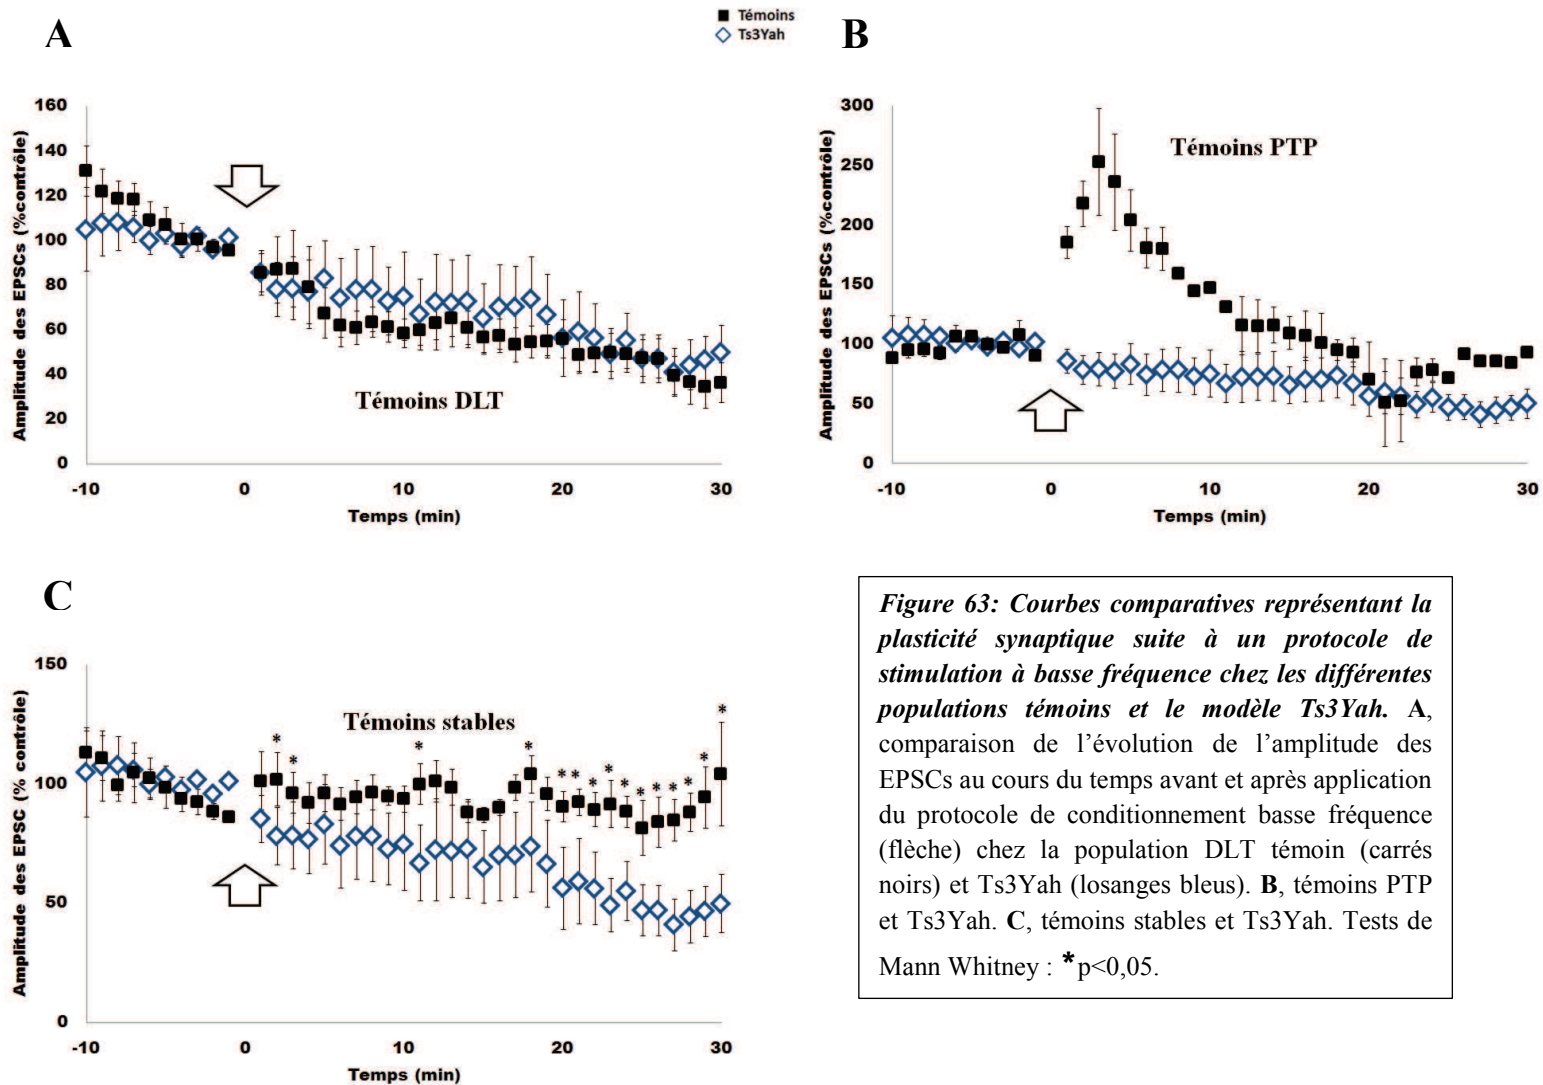 A
■ Témoins
◇ Ts3Yah
B
Amplitude des EPSCs (%contrôle)
160
140
120
100
80
60
40
20
0
Témoins DLT
-10
0
10
20
30
Temps (min)
Amplitude des EPSCs (%contrôle)
300
250
200
150
100
50
0
Témoins PTP
-10
0
10
20
30
Temps (min)
C
Amplitude des EPSC (% contrôle)
150
100
50
0
Témoins stables
* * * * * * * * * * * * * * *
-10
0
10
20
30
Temps (min)
Figure 63: Courbes comparatives représentant la
plasticité synaptique suite à un protocole de
stimulation à basse fréquence chez les différentes
populations témoins et le modèle Ts3Yah. A,
comparaison de l’évolution de l’amplitude des
EPSCs au cours du temps avant et après application
du protocole de conditionnement basse fréquence
(flèche) chez la population DLT témoin (carrés
noirs) et Ts3Yah (losanges bleus). B, témoins PTP
et Ts3Yah. C, témoins stables et Ts3Yah. Tests de
Mann Whitney : *p<0,05.